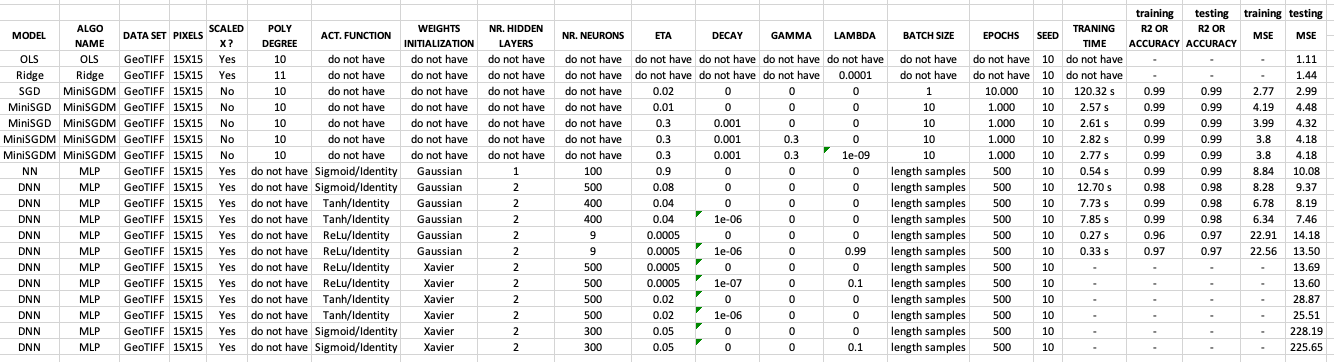 training testing training testing
MODEL ALGO NAME DATA SET PIXELS SCALED X ? POLY DEGREE ACT. FUNCTION WEIGHTS INITIALIZATION NR. HIDDEN LAYERS NR. NEURONS ETA DECAY GAMMA LAMBDA BATCH SIZE EPOCHS SEED TRANING TIME R2 OR ACCURACY R2 OR ACCURACY MSE MSE
OLS OLS GeoTIFF 15X15 Yes 10 do not have do not have do not have do not have do not have do not have do not have do not have do not have do not have 10 do not have - - - 1.11
Ridge Ridge GeoTIFF 15X15 Yes 11 do not have do not have do not have do not have do not have do not have do not have 0.0001 do not have do not have 10 do not have - - - 1.44
SGD MiniSGDM GeoTIFF 15X15 No 10 do not have do not have do not have do not have 0.02 0 0 0 1 10.000 10 120.32 s 0.99 0.99 2.77 2.99
MiniSGD MiniSGDM GeoTIFF 15X15 No 10 do not have do not have do not have do not have 0.01 0 0 0 10 1.000 10 2.57 s 0.99 0.99 4.19 4.48
MiniSGD MiniSGDM GeoTIFF 15X15 No 10 do not have do not have do not have do not have 0.3 0.001 0 0 10 1.000 10 2.61 s 0.99 0.99 3.99 4.32
MiniSGDM MiniSGDM GeoTIFF 15X15 No 10 do not have do not have do not have do not have 0.3 0.001 0.3 0 10 1.000 10 2.82 s 0.99 0.99 3.8 4.18
MiniSGDM MiniSGDM GeoTIFF 15X15 No 10 do not have do not have do not have do not have 0.3 0.001 0.3 1e-09 10 1.000 10 2.77 s 0.99 0.99 3.8 4.18
NN MLP GeoTIFF 15X15 Yes do not have Sigmoid/Identity Gaussian 1 100 0.9 0 0 0 length samples 500 10 0.54 s 0.99 0.99 8.84 10.08
DNN MLP GeoTIFF 15X15 Yes do not have Sigmoid/Identity Gaussian 2 500 0.08 0 0 0 length samples 500 10 12.70 s 0.98 0.98 8.28 9.37
DNN MLP GeoTIFF 15X15 Yes do not have Tanh/Identity Gaussian 2 400 0.04 0 0 0 length samples 500 10 7.73 s 0.99 0.98 6.78 8.19
DNN MLP GeoTIFF 15X15 Yes do not have Tanh/Identity Gaussian 2 400 0.04 1e-06 0 0 length samples 500 10 7.85 s 0.99 0.98 6.34 7.46
DNN MLP GeoTIFF 15X15 Yes do not have ReLu/Identity Gaussian 2 9 0.0005 0 0 0 length samples 500 10 0.27 s 0.96 0.97 22.91 14.18
DNN MLP GeoTIFF 15X15 Yes do not have ReLu/Identity Gaussian 2 9 0.0005 1e-06 0 0.99 length samples 500 10 0.33 s 0.97 0.97 22.56 13.50
DNN MLP GeoTIFF 15X15 Yes do not have ReLu/Identity Xavier 2 500 0.0005 0 0 0 length samples 500 10 - - - - 13.69
DNN MLP GeoTIFF 15X15 Yes do not have ReLu/Identity Xavier 2 500 0.0005 1e-07 0 0.1 length samples 500 10 - - - - 13.60
DNN MLP GeoTIFF 15X15 Yes do not have Tanh/Identity Xavier 2 500 0.02 0 0 0 length samples 500 10 - - - - 28.87
DNN MLP GeoTIFF 15X15 Yes do not have Tanh/Identity Xavier 2 500 0.02 1e-06 0 0 length samples 500 10 - - - - 25.51
DNN MLP GeoTIFF 15X15 Yes do not have Sigmoid/Identity Xavier 2 300 0.05 0 0 0 length samples 500 10 - - - - 228.19
DNN MLP GeoTIFF 15X15 Yes do not have Sigmoid/Identity Xavier 2 300 0.05 0 0 0.1 length samples 500 10 - - - - 225.65